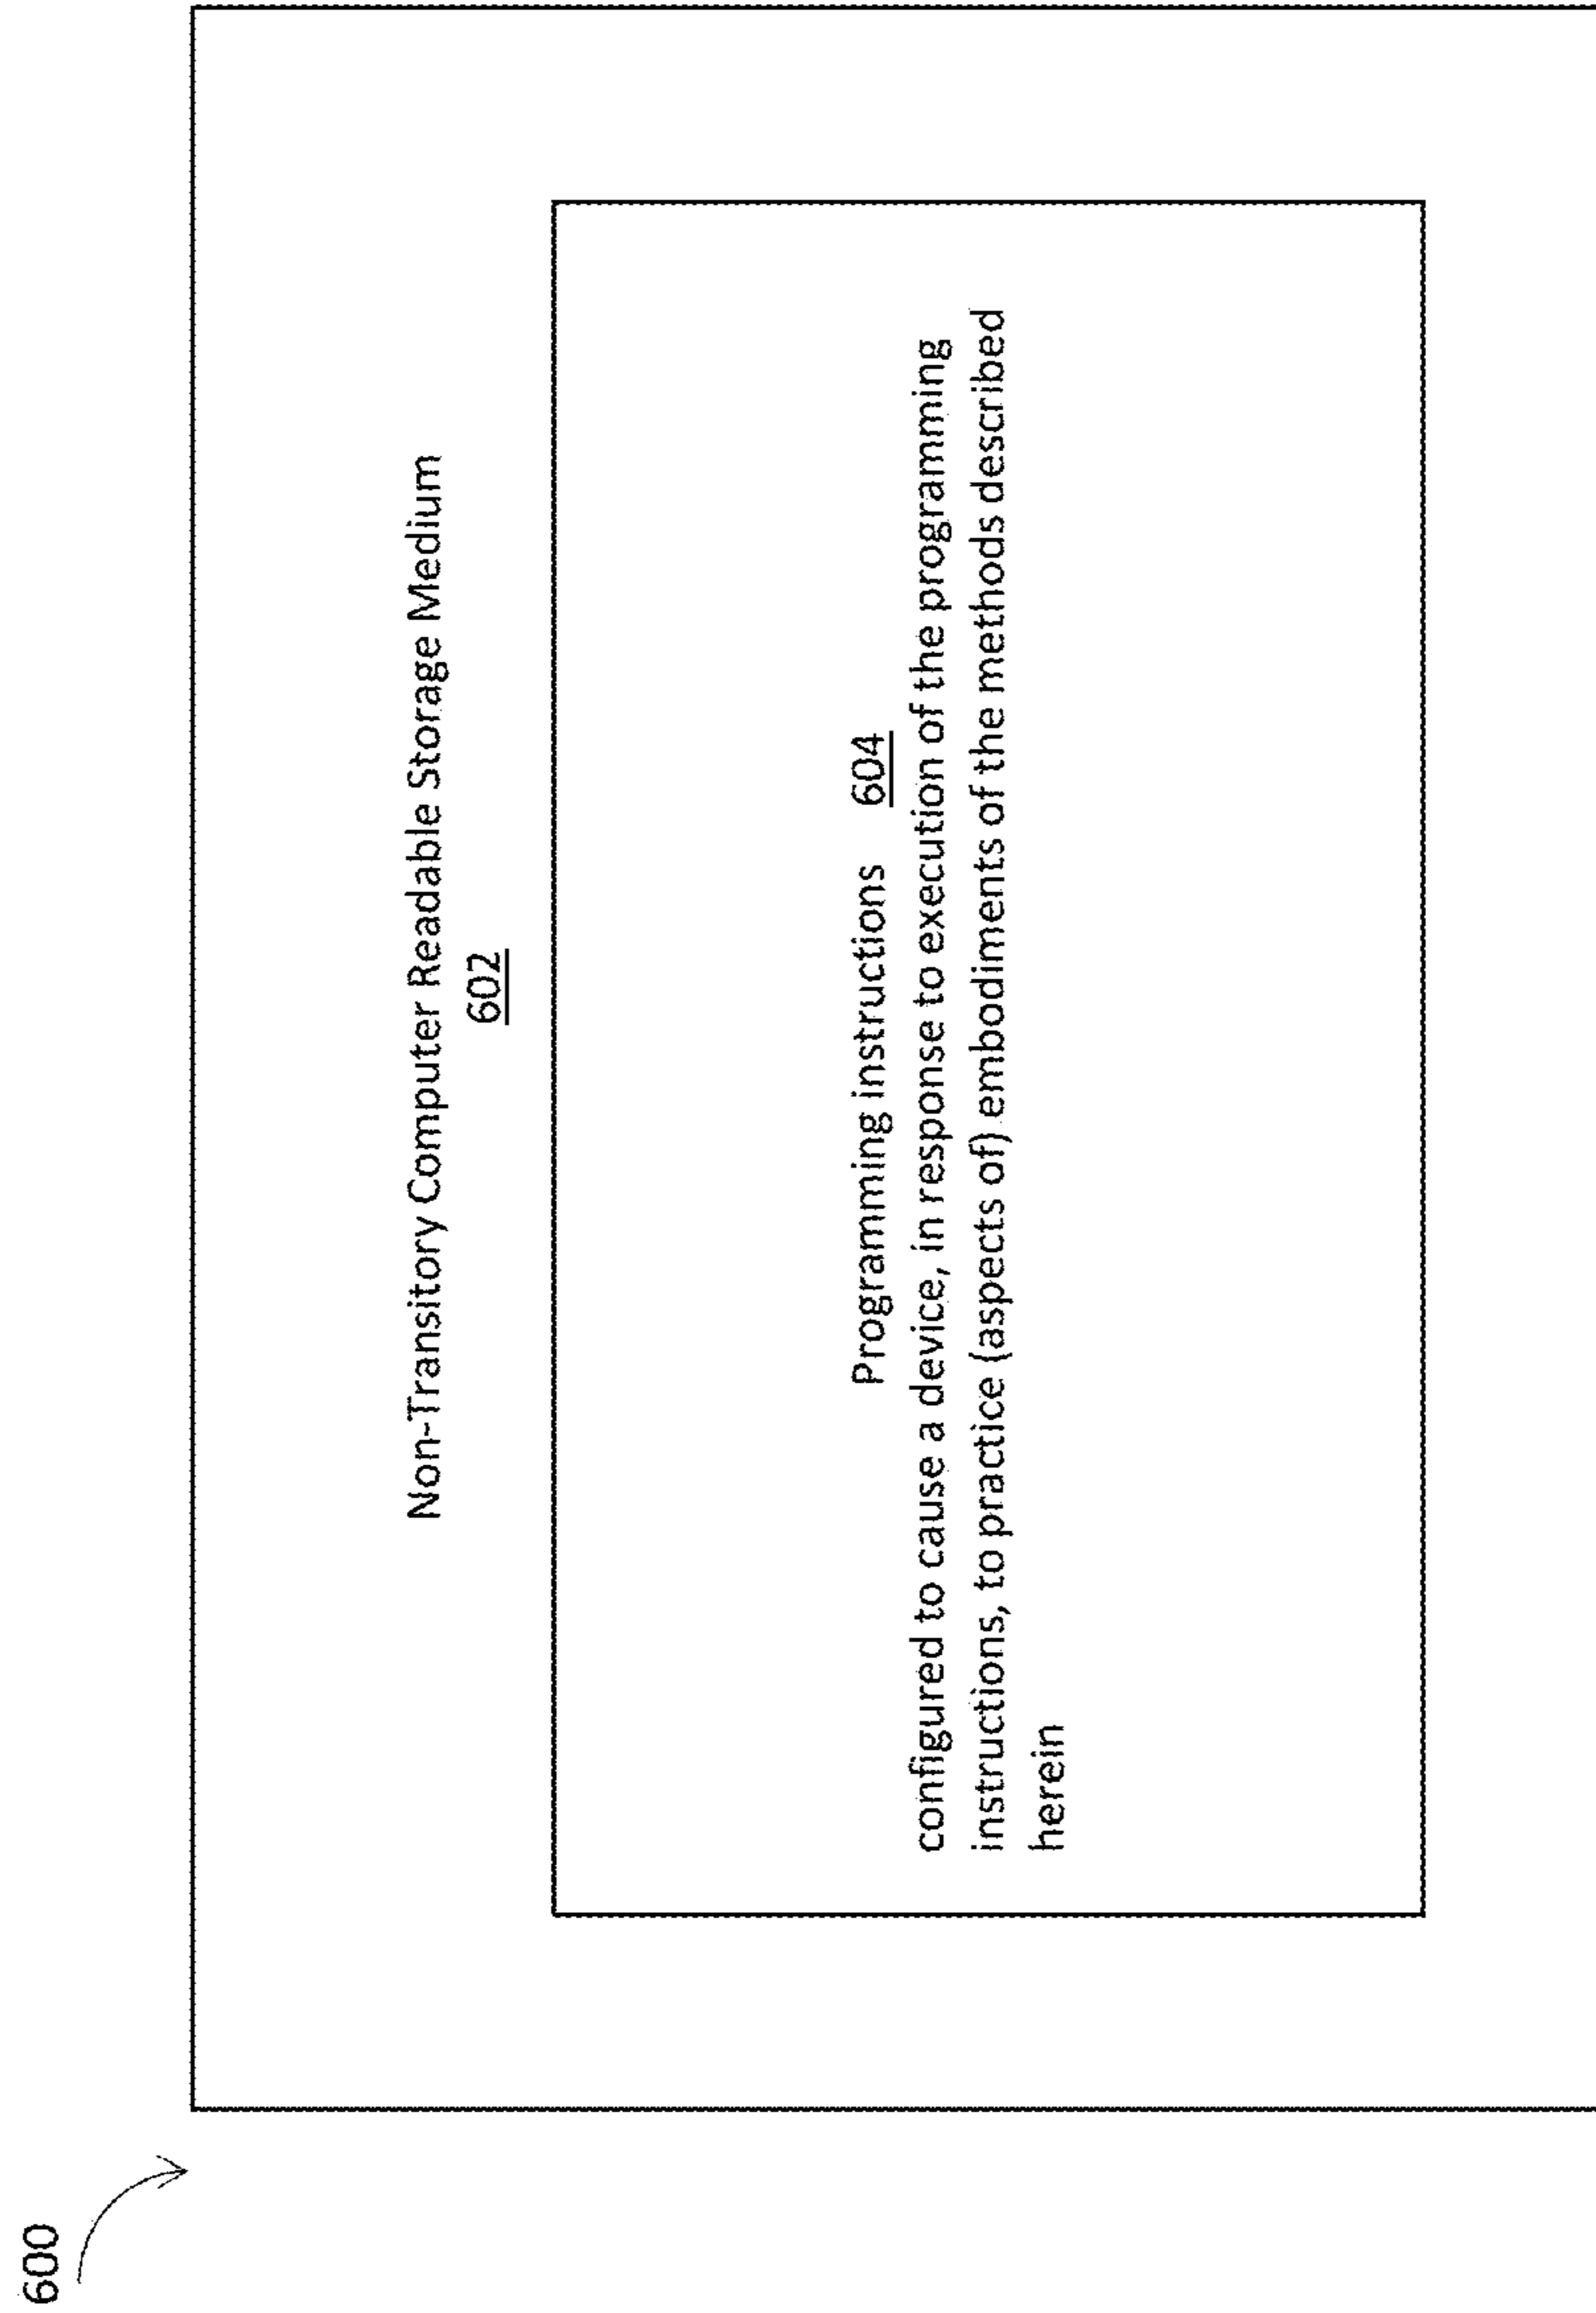 600
Non-Transitory Computer Readable Storage Medium
602
Programming instructions 604
configured to cause a device, in response to execution of the programming
instructions, to practice (aspects of) embodiments of the methods described
herein